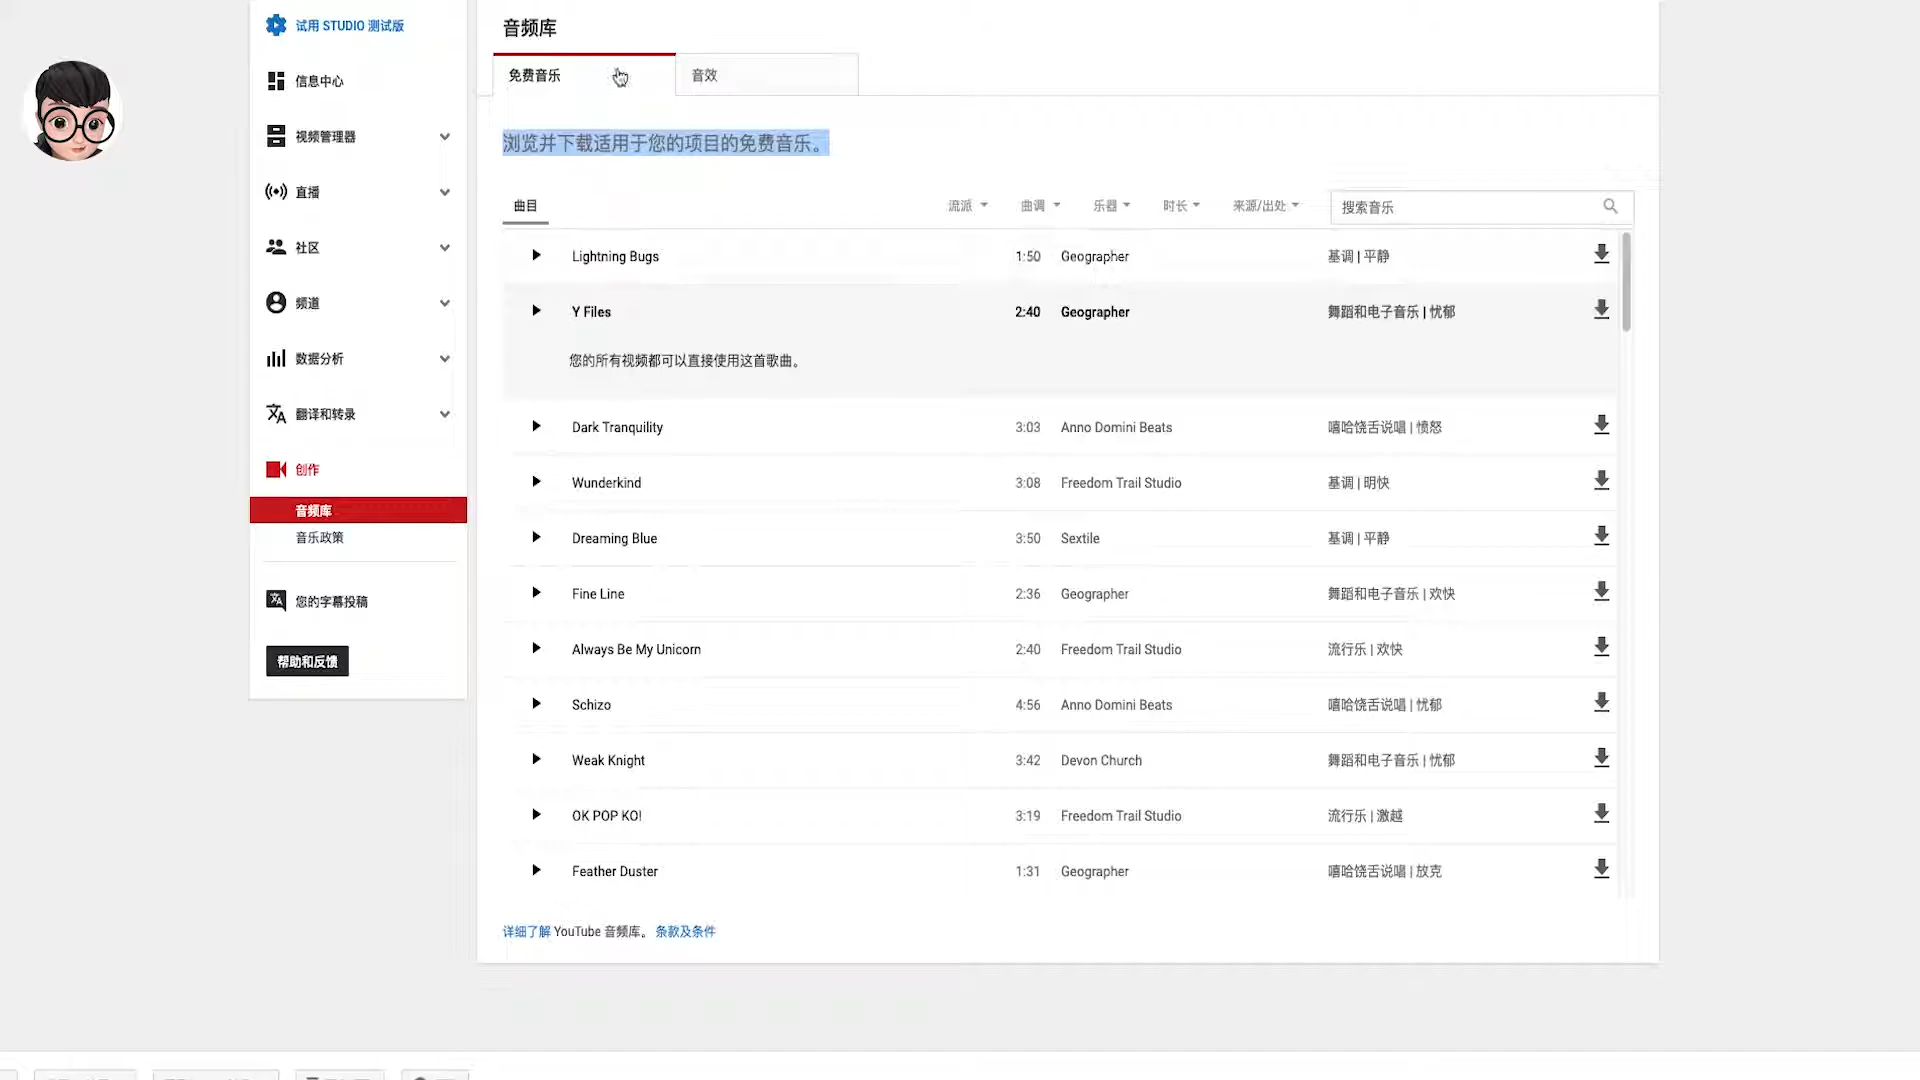 试用 STUDIO 测试版
信息中心
视频管理器
直播
社区
频道
数据分析
翻译和转录
创作
音频库
音乐政策
您的字幕投稿
帮助和反馈
音频库
免费音乐 音效
浏览并下载适用于您的项目的免费音乐。
曲目 流派 曲调 乐器 时长 来源/出处 搜索音乐
Lightning Bugs 1:50 Geographer 基调 | 平静
Y Files 2:40 Geographer 舞蹈和电子音乐 | 忧郁
您的所有视频都可以直接使用这首歌曲。
Dark Tranquility 3:03 Anno Domini Beats 嘻哈饶舌说唱 | 愤怒
Wunderkind 3:08 Freedom Trail Studio 基调 | 明快
Dreaming Blue 3:50 Sextile 基调 | 平静
Fine Line 2:36 Geographer 舞蹈和电子音乐 | 欢快
Always Be My Unicorn 2:40 Freedom Trail Studio 流行乐 | 欢快
Schizo 4:56 Anno Domini Beats 嘻哈饶舌说唱 | 忧郁
Weak Knight 3:42 Devon Church 舞蹈和电子音乐 | 忧郁
OK POP KO! 3:19 Freedom Trail Studio 流行乐 | 激越
Feather Duster 1:31 Geographer 嘻哈饶舌说唱 | 放克
详细了解 YouTube 音频库。 条款及条件